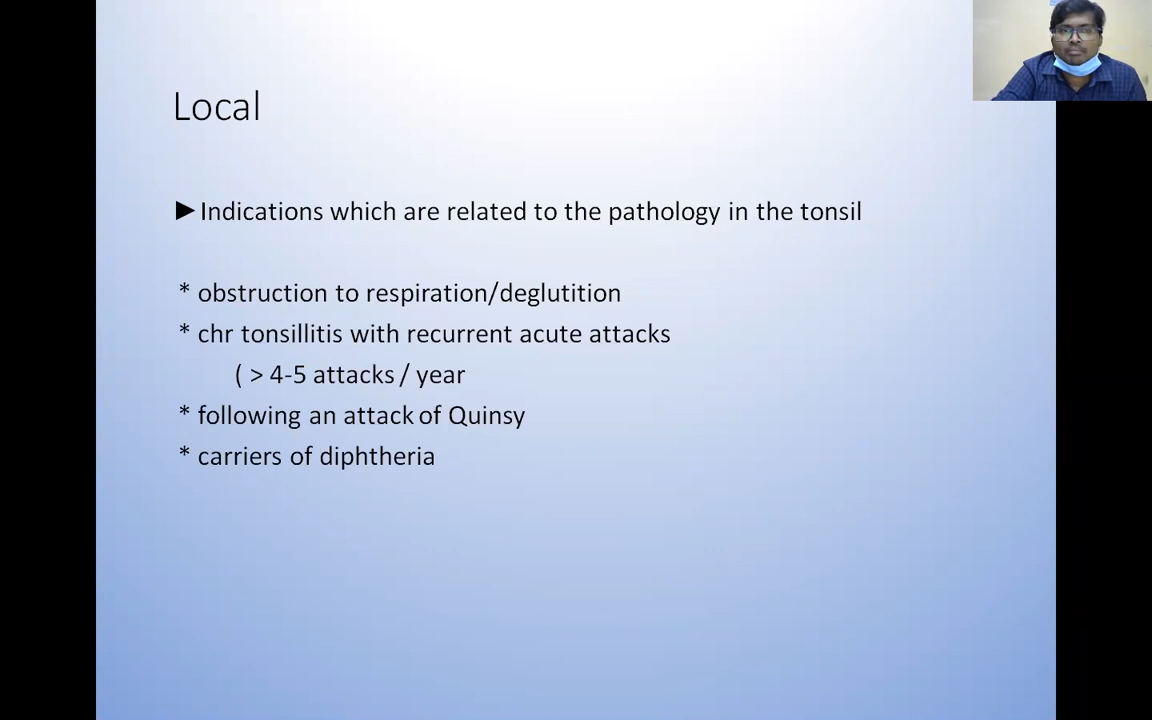 Local
►Indications which are related to the pathology in the tonsil
* obstruction to respiration/deglutition
* chr tonsillitis with recurrent acute attacks
( > 4-5 attacks / year
* following an attack of Quinsy
* carriers of diphtheria